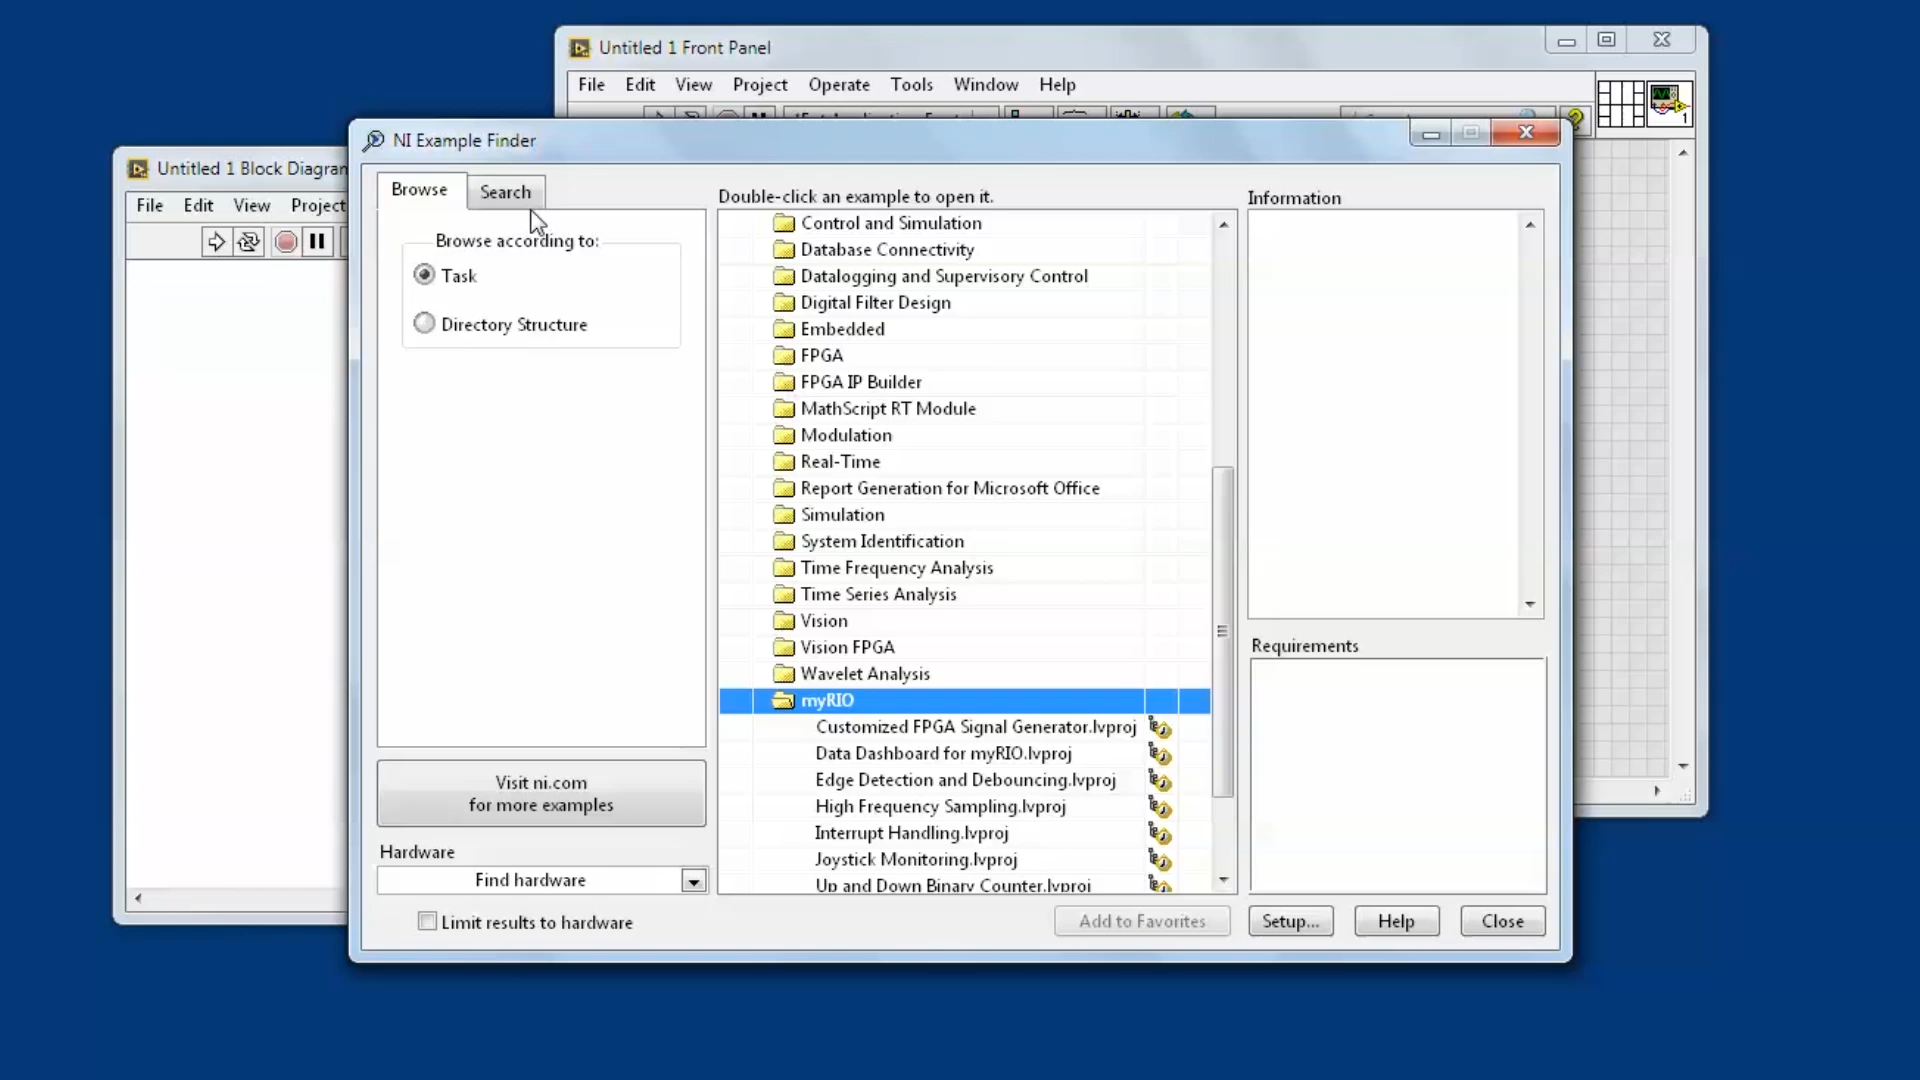 Untitled 1 Front Panel
File Edit View Project Operate Tools Window Help
1
NI Example Finder
Untitled 1 Block Diagram
File Edit View Project
Browse Search
Browse according to:
Task
Directory Structure
Visit ni.com
for more examples
Hardware
Find hardware
Limit results to hardware
Double-click an example to open it.
Control and Simulation
Database Connectivity
Datalogging and Supervisory Control
Digital Filter Design
Embedded
FPGA
FPGA IP Builder
MathScript RT Module
Modulation
Real-Time
Report Generation for Microsoft Office
Simulation
System Identification
Time Frequency Analysis
Time Series Analysis
Vision
Vision FPGA
Wavelet Analysis
myRIO
Customized FPGA Signal Generator.lvproj
Data Dashboard for myRIO.lvproj
Edge Detection and Debouncing.lvproj
High Frequency Sampling.lvproj
Interrupt Handling.lvproj
Joystick Monitoring.lvproj
Up and Down Binary Counter.lvproj
Information
Requirements
Add to Favorites Setup... Help Close